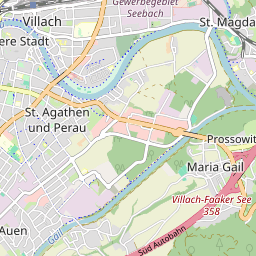 Gewerbegebiet
Seebach
Villach
St. Magda
ere Stadt
St. Agathen
und Perau
Prossowit
Maria Gail
Villach-Faaker See
358
Auen
Gail
Süd Autobahn